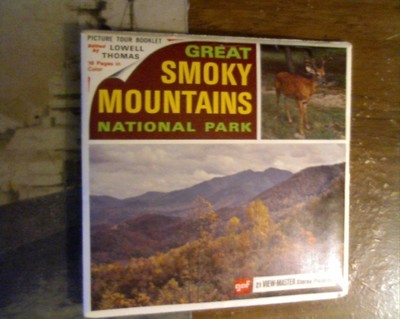 PICTURE TOUR BOOKLET
Edited by LOWELL THOMAS
16 Pages in Color
GREAT
SMOKY
MOUNTAINS
NATIONAL PARK
gaf
21 VIEW-MASTER Stereo Pictures